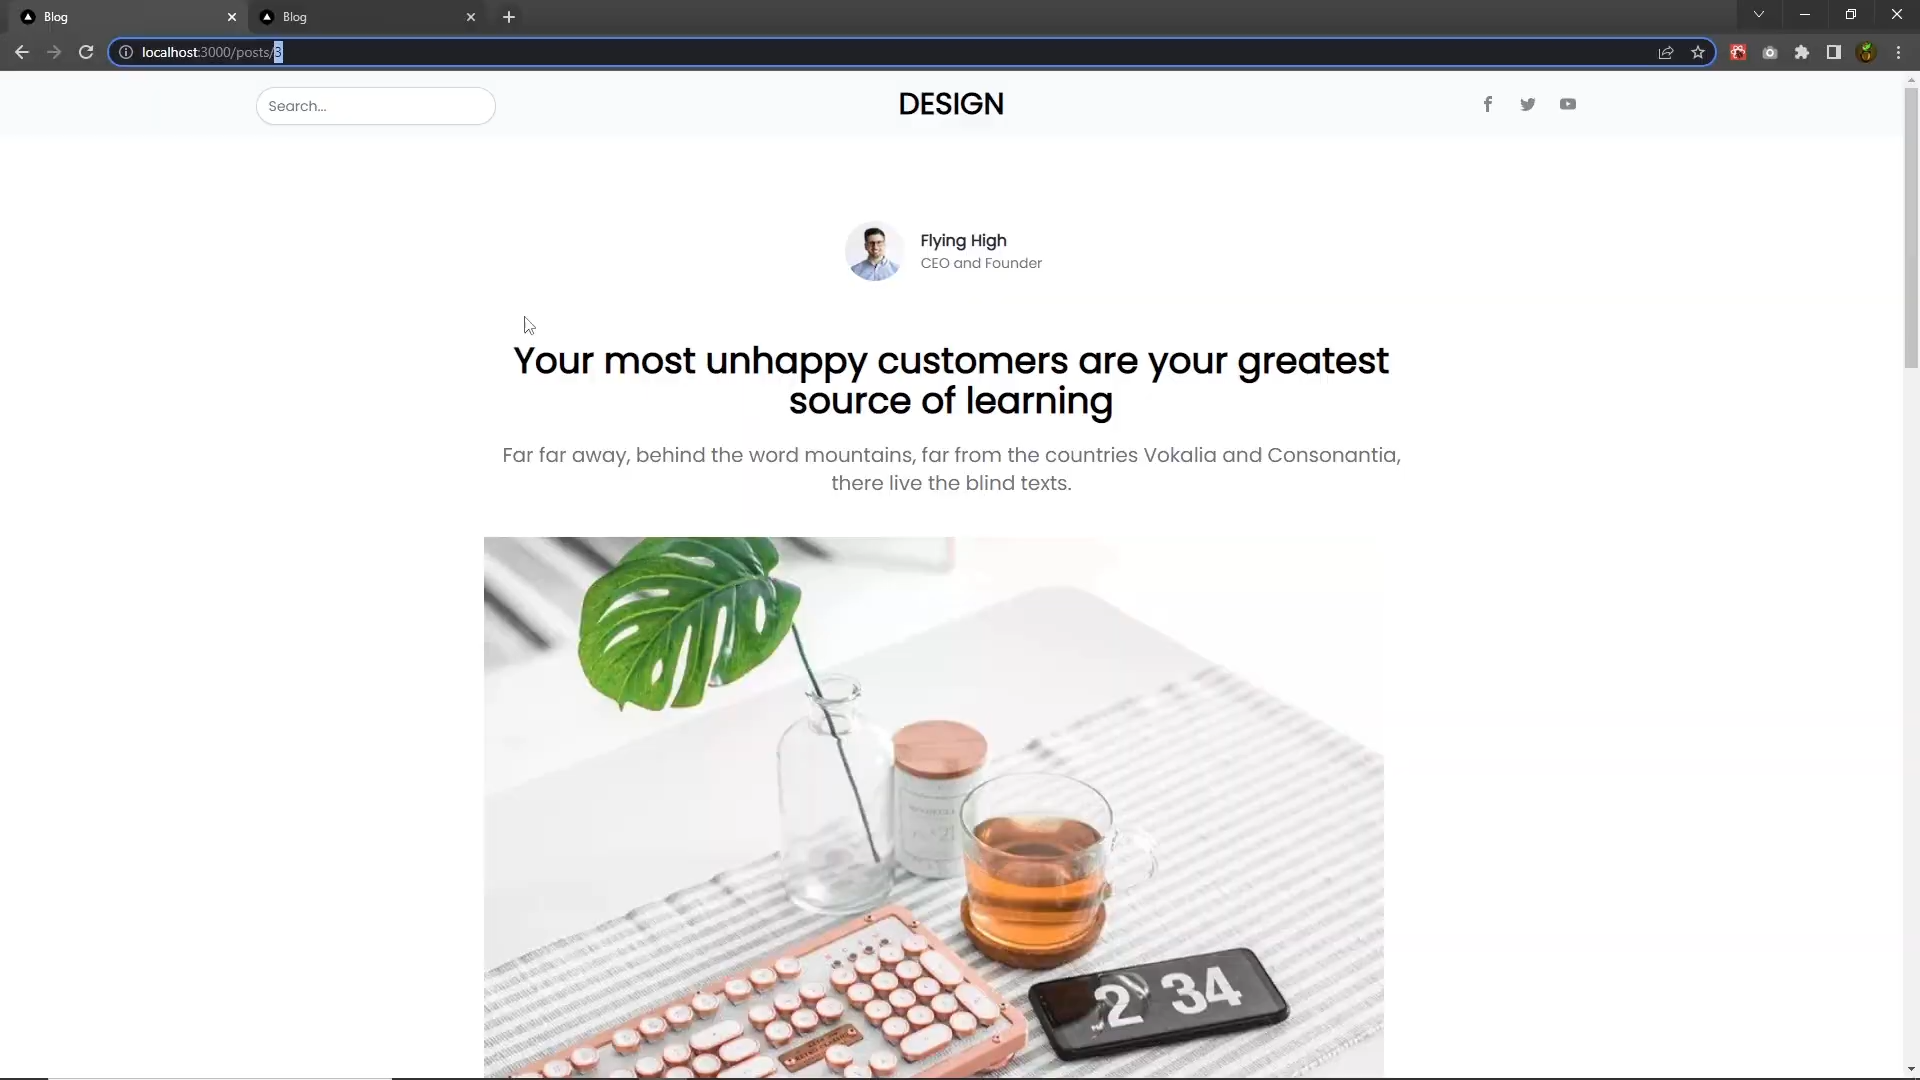 Blog
Blog
localhost:3000/posts/3
Search...
DESIGN
Flying High
CEO and Founder
Your most unhappy customers are your greatest
source of learning
Far far away, behind the word mountains, far from the countries Vokalia and Consonantia,
there live the blind texts.
2 34